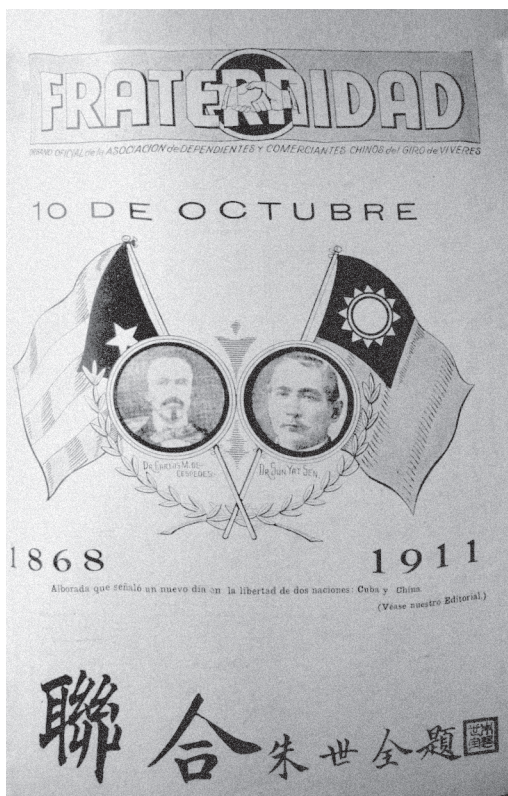 FRATERNIDAD
ORGANO OFICIAL de la ASOCIACION de DEPENDIENTES Y COMERCIANTES CHINOS del GIRO de VIVERES
10 DE OCTUBRE
DR. CARLOS M. DE CESPEDES
DR. SUN YAT SEN
1868
1911
Alborada que señaló un nuevo dia en la libertad de dos naciones: Cuba y China
(Véase nuestro Editorial.)
聯合 朱世全題